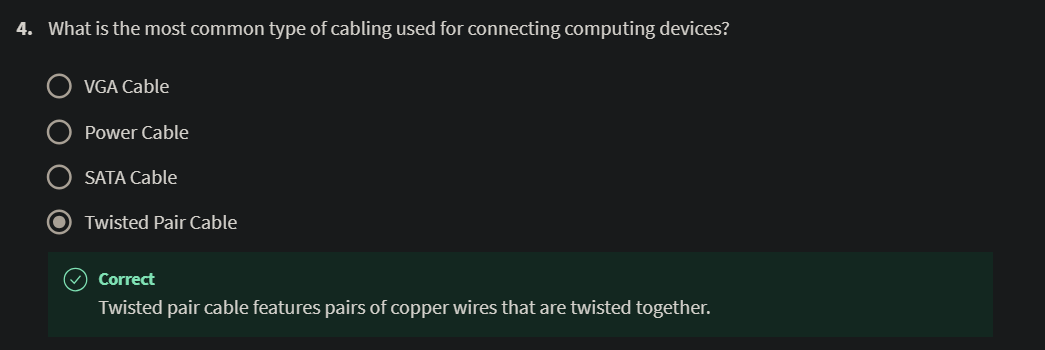 4. What is the most common type of cabling used for connecting computing devices?
VGA Cable
Power Cable
SATA Cable
Twisted Pair Cable
Correct
Twisted pair cable features pairs of copper wires that are twisted together.